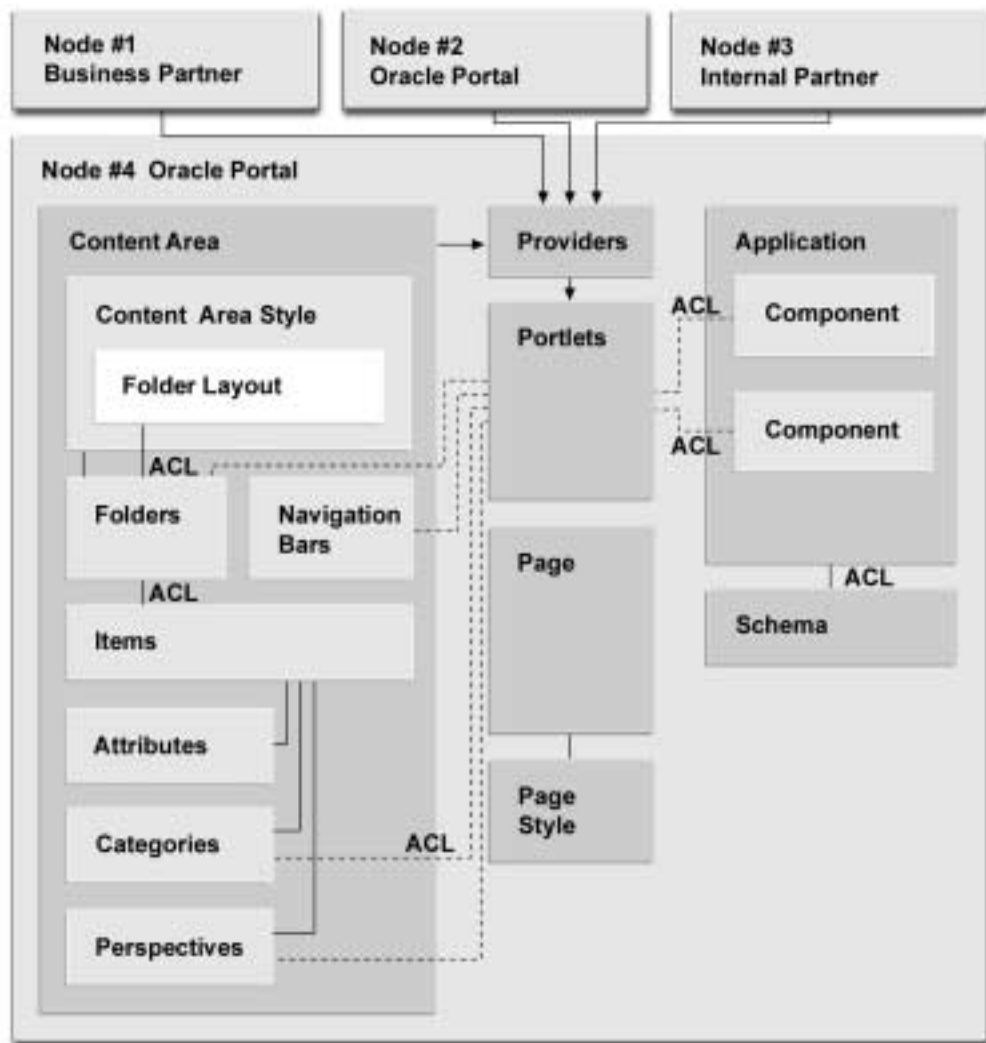 Node #1
Business Partner
Node #2
Oracle Portal
Node #3
Internal Partner
Node #4 Oracle Portal
Content Area
Content Area Style
Folder Layout
ACL
Folders
Navigation
Bars
ACL
Items
Attributes
Categories
ACL
Perspectives
Providers
Portlets
Page
Page
Style
Application
ACL
Component
ACL
Component
ACL
Schema